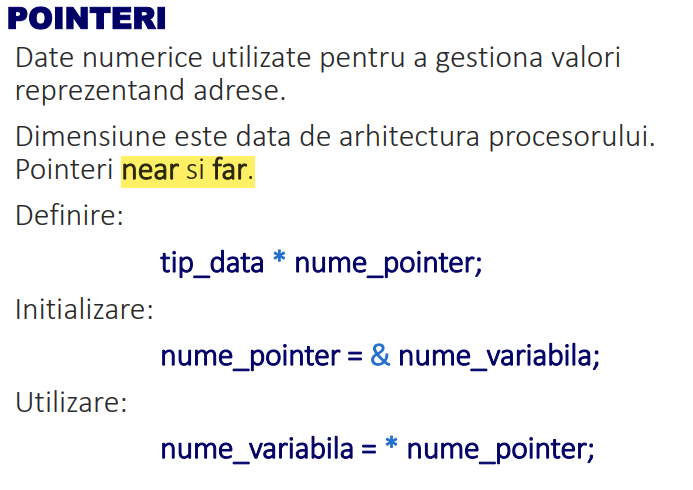 POINTERI
Date numerice utilizate pentru a gestiona valori
reprezentand adrese.
Dimensiune este data de arhitectura procesorului.
Pointeri near si far.
Definire:
tip_data * nume_pointer;
Initializare:
nume_pointer = & nume_variabila;
Utilizare:
nume_variabila = * nume_pointer;